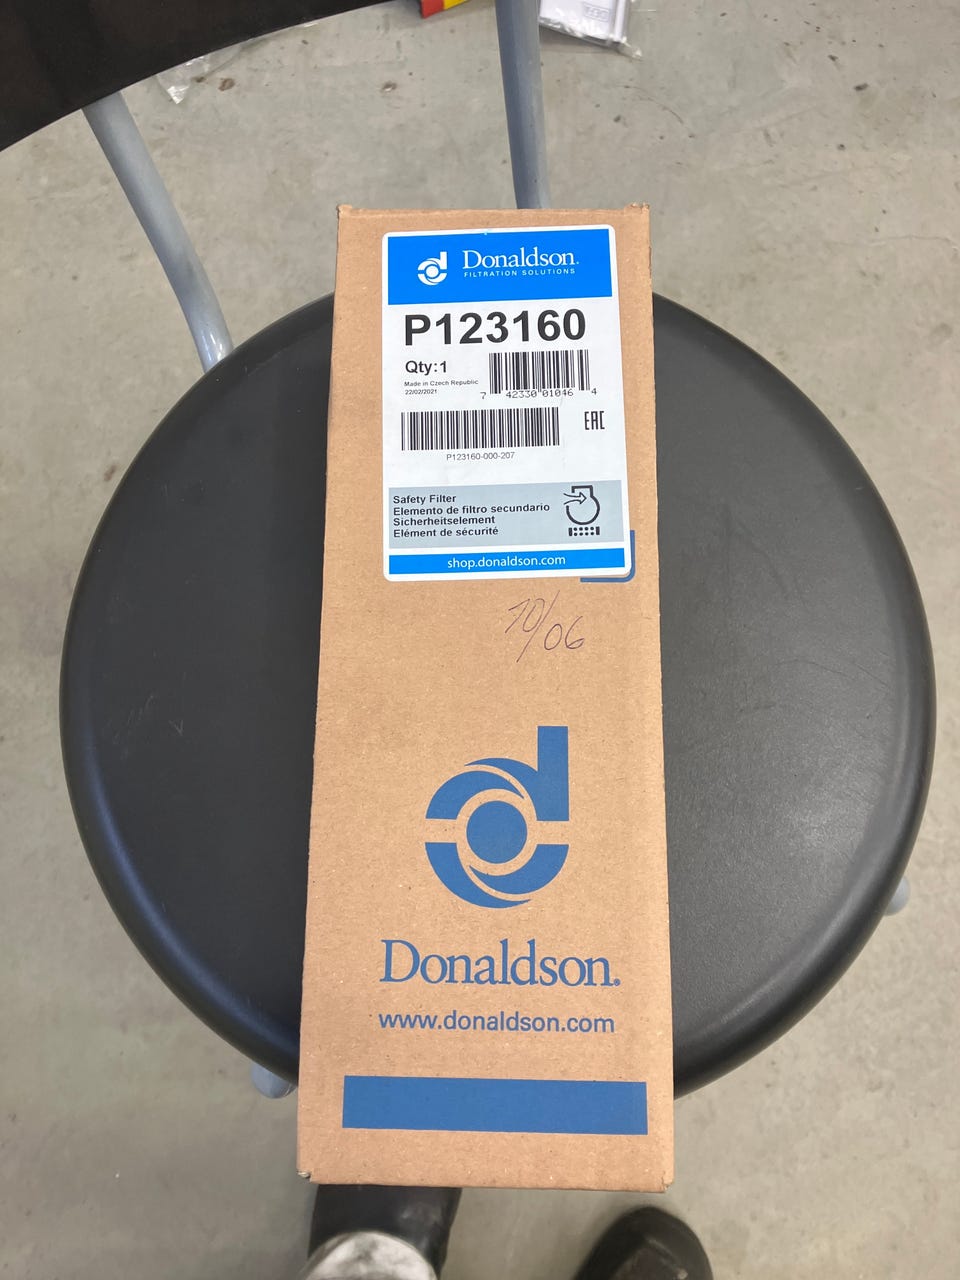 Donaldson.
FILTRATION SOLUTIONS
P123160
Qty:1
Made in Czech Republic
22/02/2021
7 42330 01046 4
EAC
P123160-000-207
Safety Filter
Elemento de filtro secundario
Sicherheitselement
Elément de sécurité
shop.donaldson.com
10/06
Donaldson.
www.donaldson.com